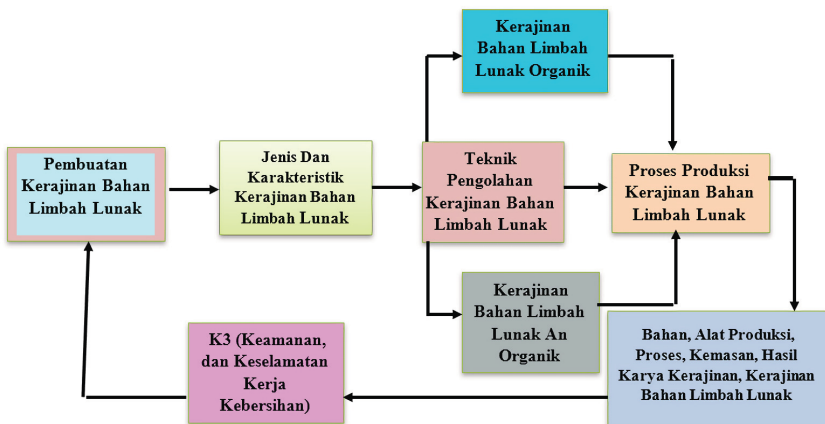 Kerajinan
Bahan Limbah
Lunak Organik
Pembuatan
Kerajinan Bahan
Limbah Lunak
Jenis Dan
Karakteristik
Kerajinan Bahan
Limbah Lunak
Teknik
Pengolahan
Kerajinan Bahan
Limbah Lunak
Proses Produksi
Kerajinan Bahan
Limbah Lunak
Kerajinan
Bahan Limbah
Lunak An
Organik
Bahan, Alat Produksi,
Proses, Kemasan, Hasil
Karya Kerajinan, Kerajinan
Bahan Limbah Lunak
K3 (Keamanan,
dan Keselamatan
Kerja
Kebersihan)